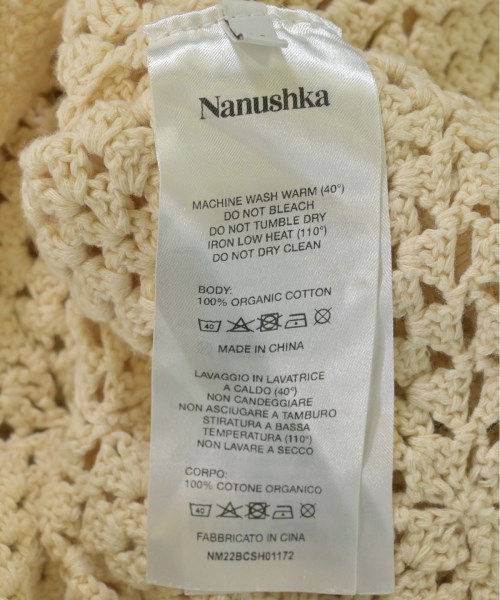 Nanushka
MACHINE WASH WARM (40°)
DO NOT BLEACH
DO NOT TUMBLE DRY
IRON LOW HEAT (110°)
DO NOT DRY CLEAN
BODY:
100% ORGANIC COTTON
40
MADE IN CHINA
LAVAGGIO IN LAVATRICE
A CALDO (40°)
NON CANDEGGIARE
NON ASCIUGARE A TAMBURO
STIRATURA A BASSA
TEMPERATURA (110°)
NON LAVARE A SECCO
CORPO:
100% COTONE ORGANICO
40
FABBRICATO IN CINA
NM22BCSH01172